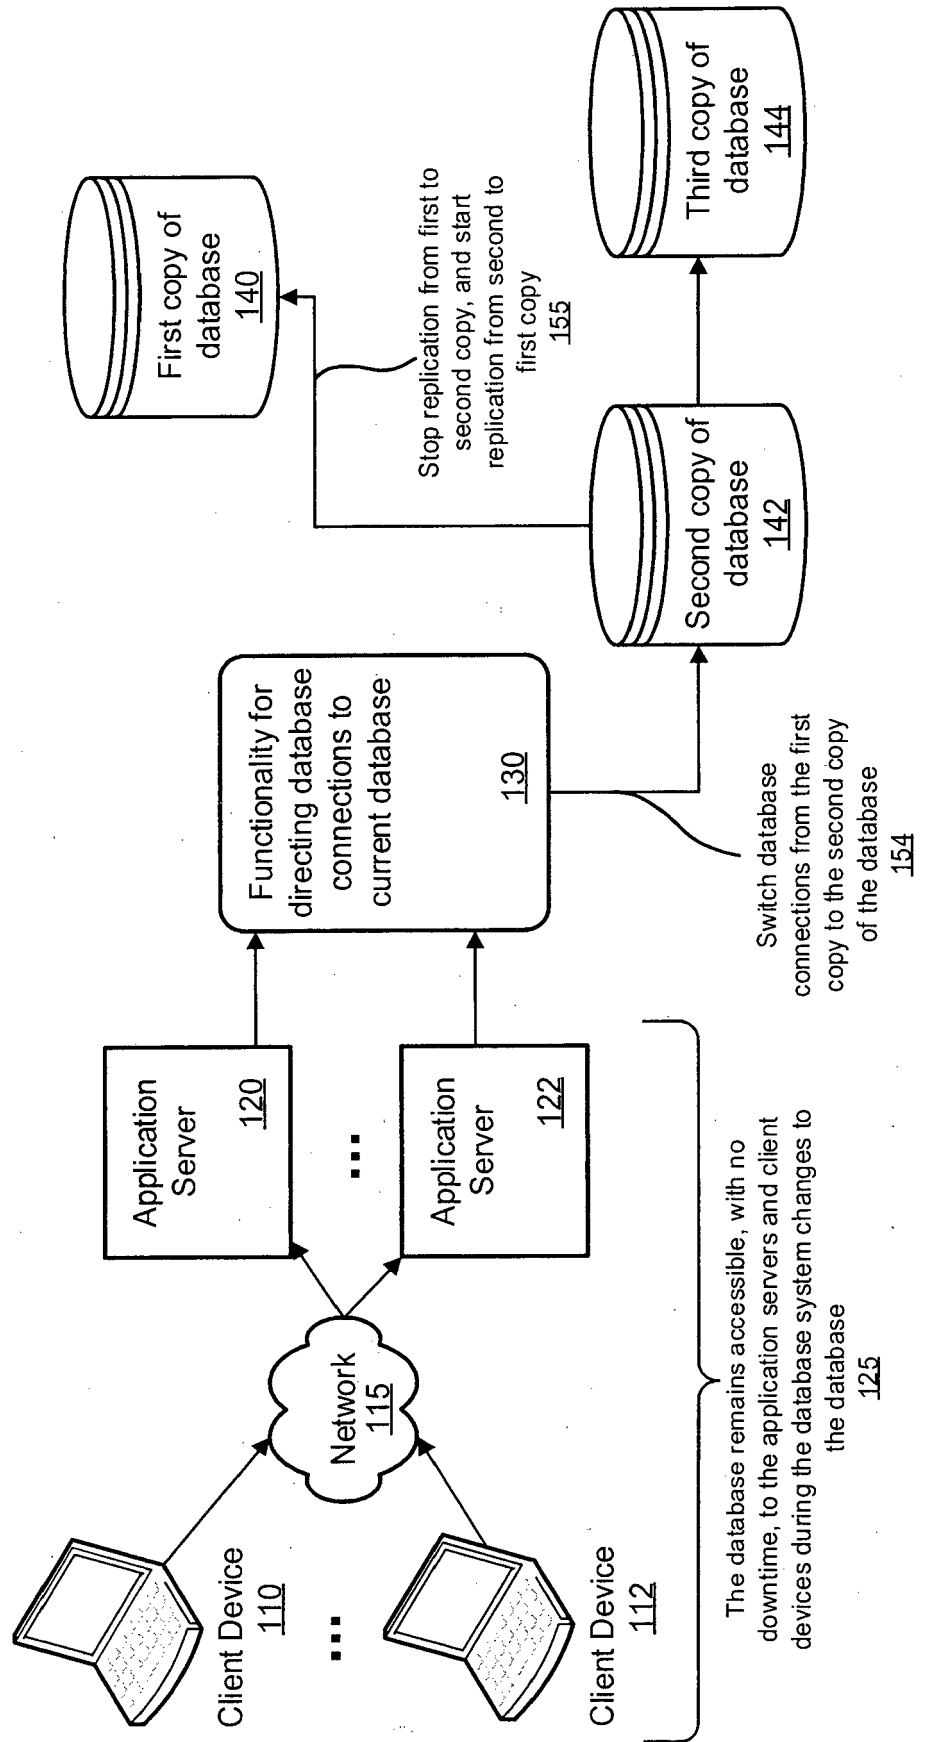 Client Device
110
...
Client Device
112
Network
115
Application
Server
120
...
Application
Server
122
The database remains accessible, with no
downtime, to the application servers and client
devices during the database system changes to
the database
125
Functionality for
directing database
connections to
current database
130
Switch database
connections from the first
copy to the second copy
of the database
154
First copy of
database
140
Stop replication from first to
second copy, and start
replication from second to
first copy
155
Second copy of
database
142
Third copy of
database
144